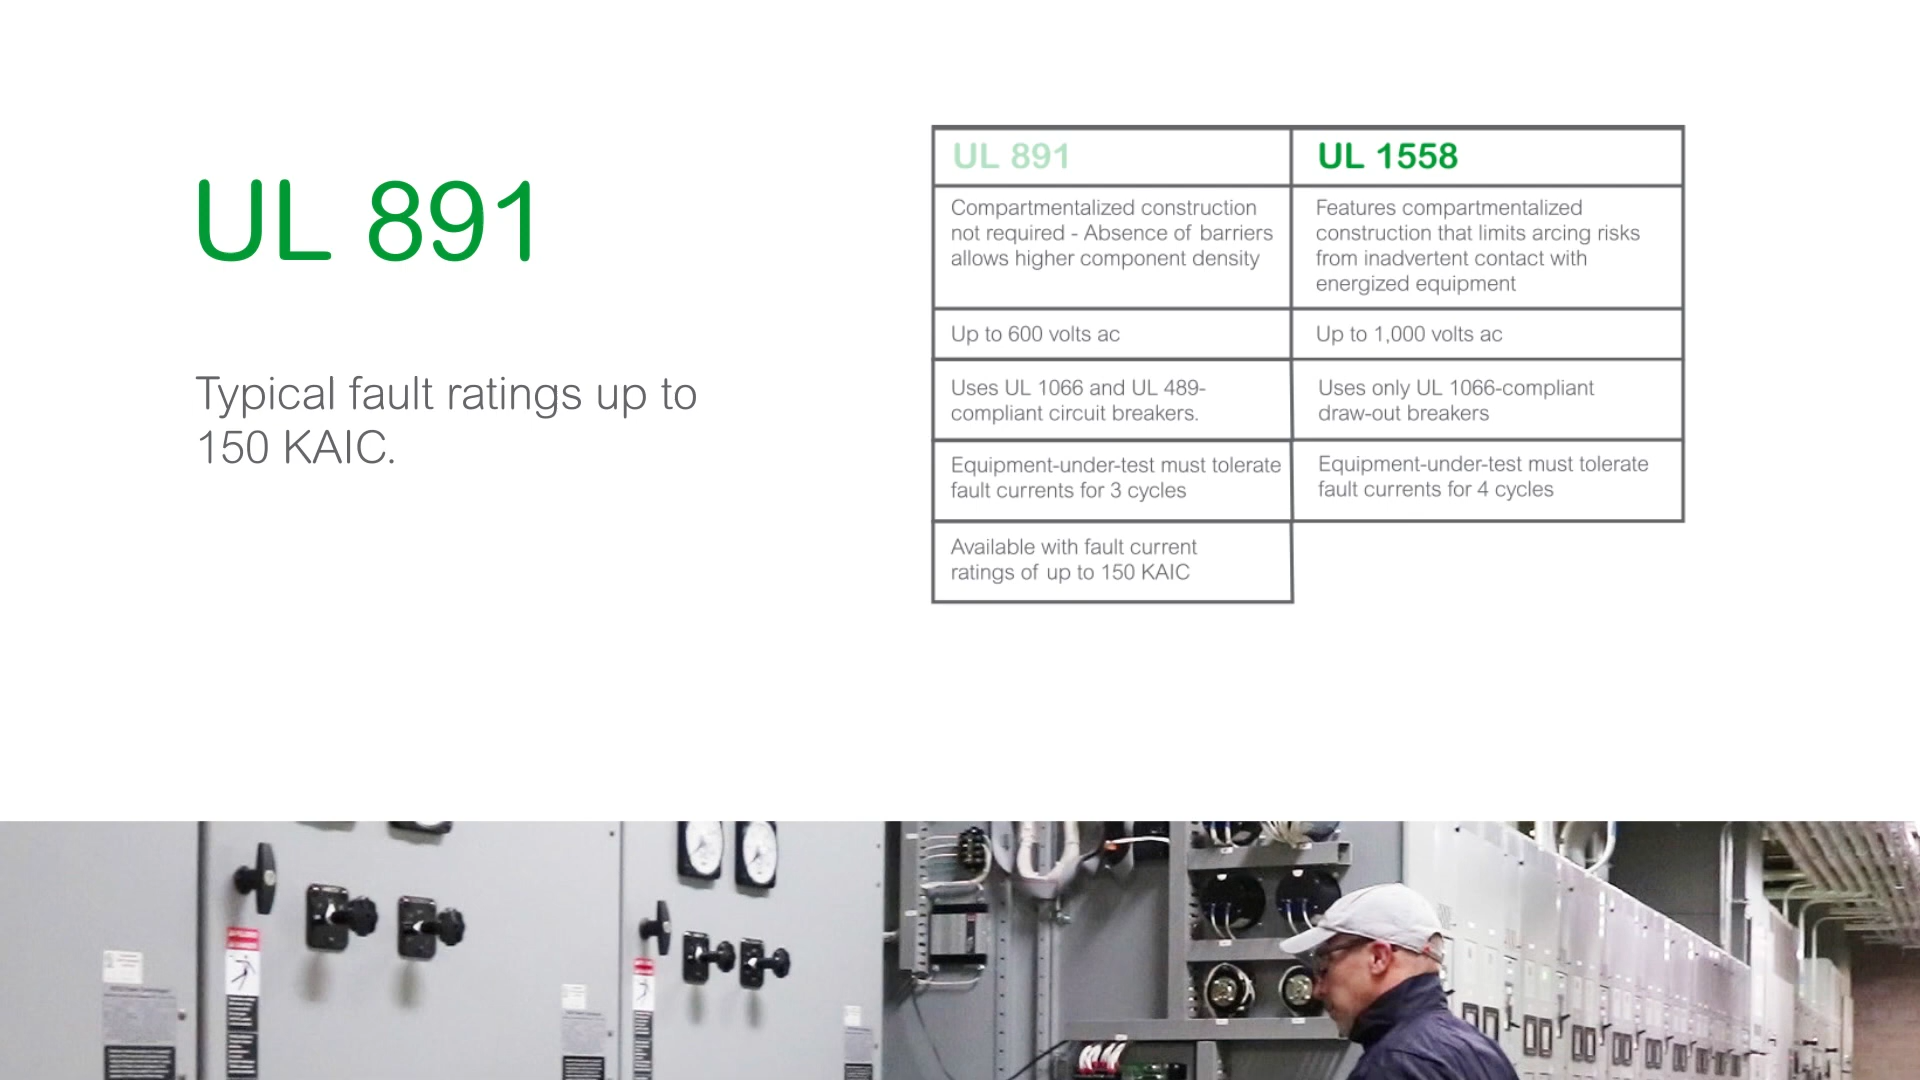 UL 891
Typical fault ratings up to
150 KAIC.
UL 891
UL 1558
Compartmentalized construction
not required - Absence of barriers
allows higher component density
Features compartmentalized
construction that limits arcing risks
from inadvertent contact with
energized equipment
Up to 600 volts ac
Up to 1,000 volts ac
Uses UL 1066 and UL 489-
compliant circuit breakers.
Uses only UL 1066-compliant
draw-out breakers
Equipment-under-test must tolerate
fault currents for 3 cycles
Equipment-under-test must tolerate
fault currents for 4 cycles
Available with fault current
ratings of up to 150 KAIC